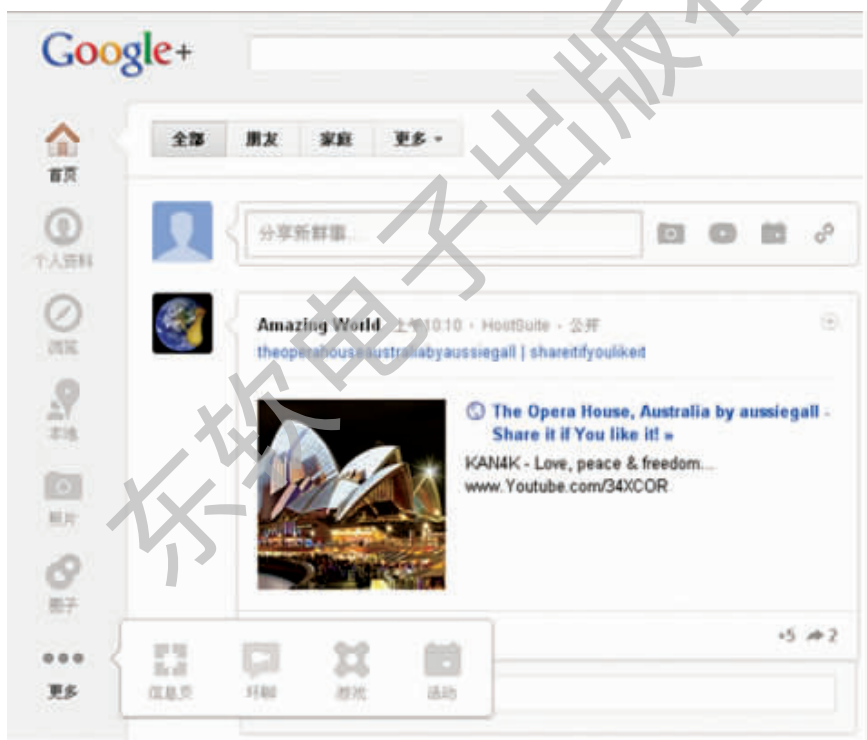 Google+
全部 朋友 家庭 更多
首页
分享新鲜事...
个人资料
Amazing World 上午10:10 - HootSuite - 公开
theoperahouseaustraliabyaussiegall | shareitifyoulikeit
浏览
The Opera House, Australia by aussiegall -
Share it if You like it! »
KAN4K - Love, peace & freedom...
www.Youtube.com/34XCOR
本地
照片
圈子
+5 2
更多
信息页 环聊 游戏 活动
东软电子出版社